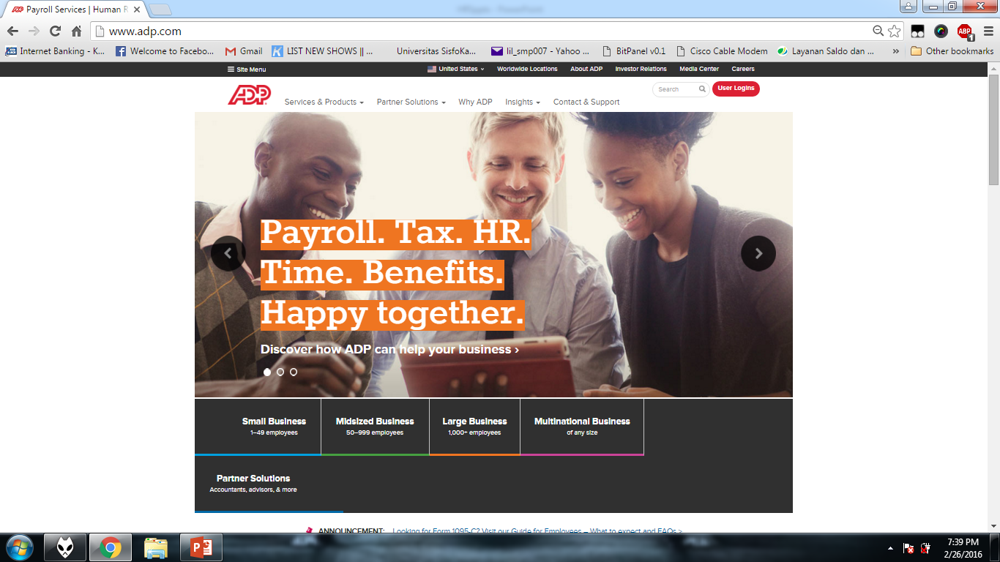 Payroll Services | Human R
www.adp.com
ABP
1
Internet Banking - K...
Welcome to Facebo...
Gmail
LIST NEW SHOWS || ...
Universitas SisfoKa...
lil_smp007 - Yahoo ...
BitPanel v0.1
Cisco Cable Modem
Layanan Saldo dan ...
»
Other bookmarks
Site Menu
United States
Worldwide Locations
About ADP
Investor Relations
Media Center
Careers
ADP
Services & Products
Partner Solutions
Why ADP
Insights
Contact & Support
Search
User Logins
Payroll. Tax. HR.
Time. Benefits.
Happy together.
Discover how ADP can help your business ›
Small Business
1–49 employees
Midsized Business
50–999 employees
Large Business
1,000+ employees
Multinational Business
of any size
Partner Solutions
Accountants, advisors, & more
ANNOUNCEMENT: Looking for Form 1095-C? Visit our Guide for Employees – What to expect and FAQs >
7:39 PM
2/26/2016